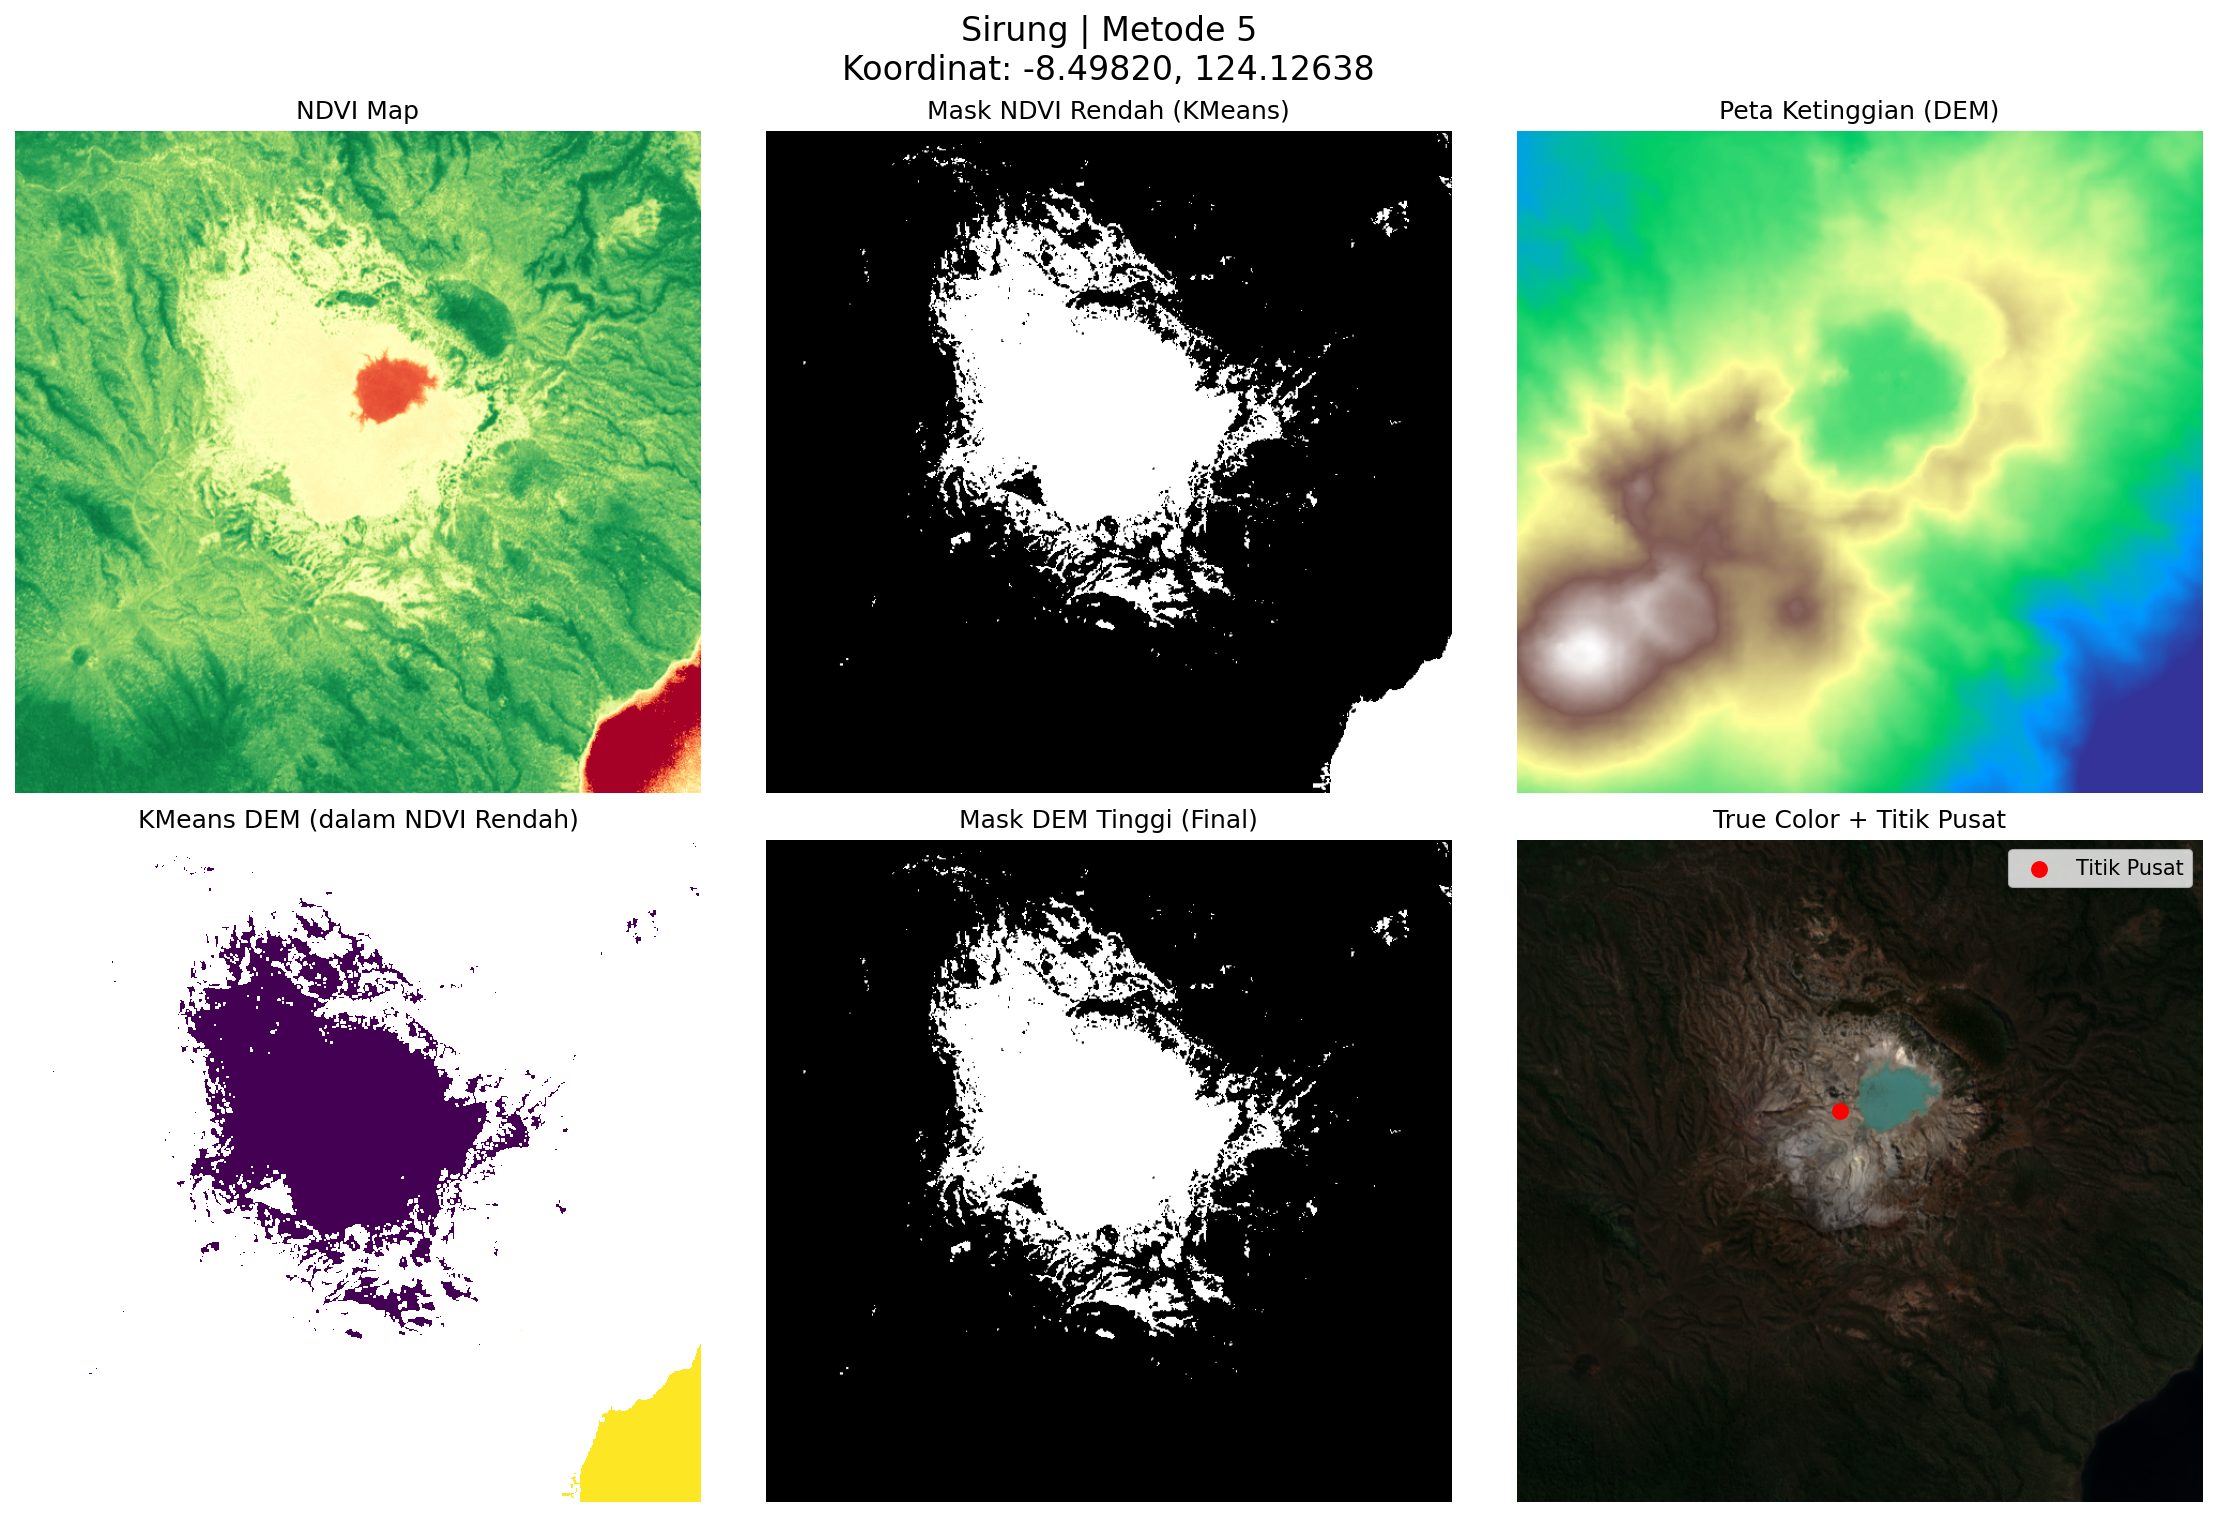 Sirung | Metode 5
Koordinat: -8.49820, 124.12638
NDVI Map
Mask NDVI Rendah (KMeans)
Peta Ketinggian (DEM)
KMeans DEM (dalam NDVI Rendah)
Mask DEM Tinggi (Final)
True Color + Titik Pusat
Titik Pusat